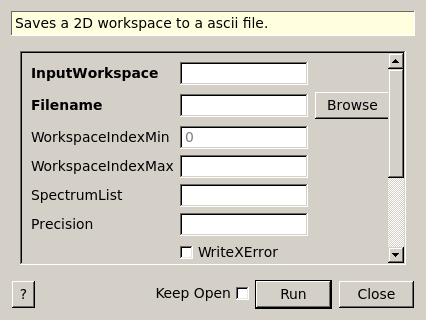 Saves a 2D workspace to a ascii file.
InputWorkspace
Filename Browse
WorkspaceIndexMin 0
WorkspaceIndexMax
SpectrumList
Precision
WriteXError
? Keep Open Run Close